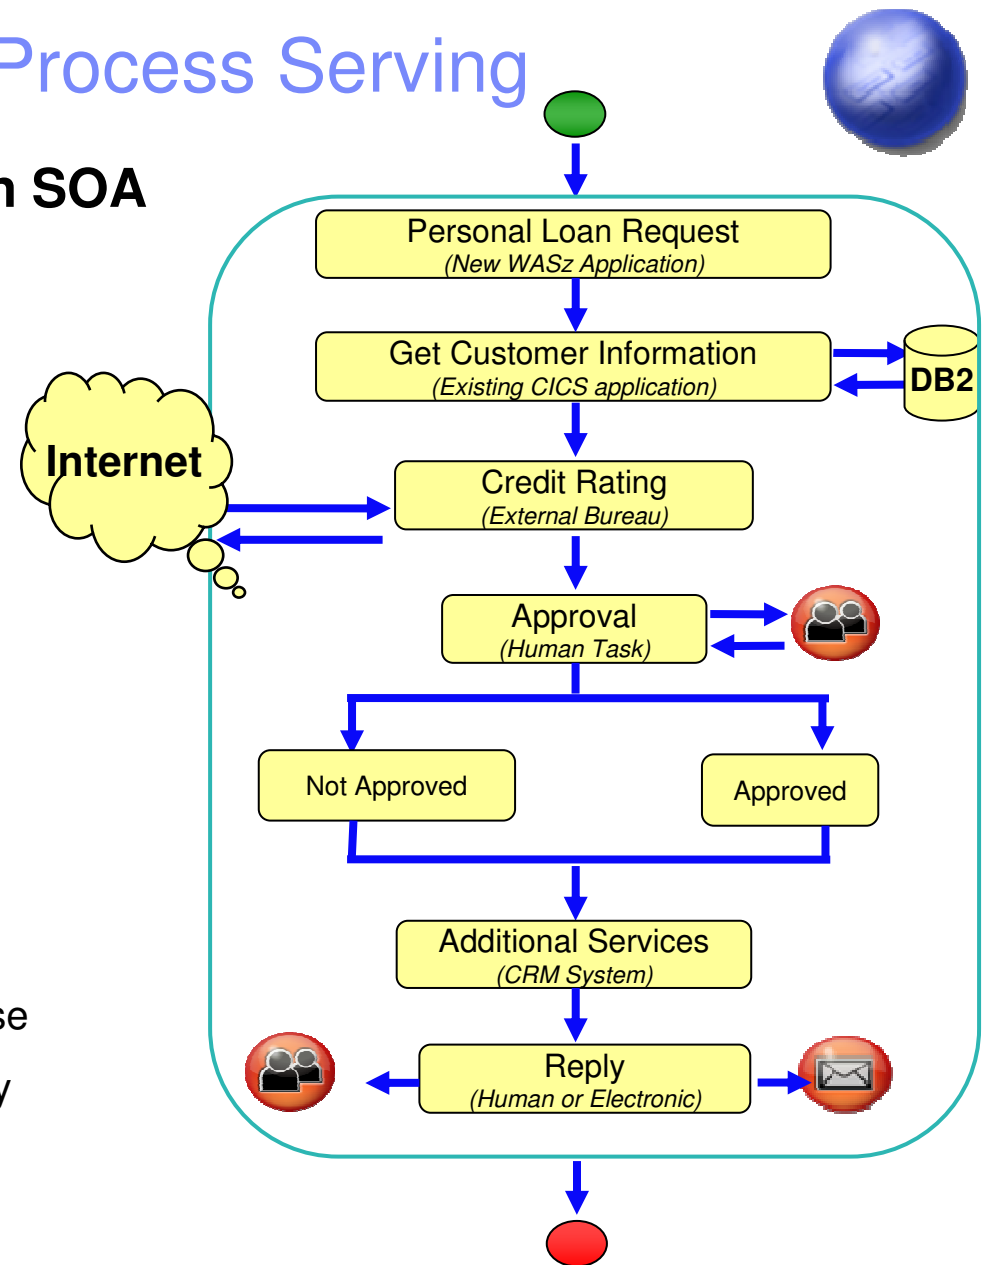 Process Serving
n SOA
Personal Loan Request
(New WASz Application)
Get Customer Information
(Existing CICS application)
DB2
Internet
Credit Rating
(External Bureau)
Approval
(Human Task)
Not Approved
Approved
Additional Services
(CRM System)
se
Reply
(Human or Electronic)
y